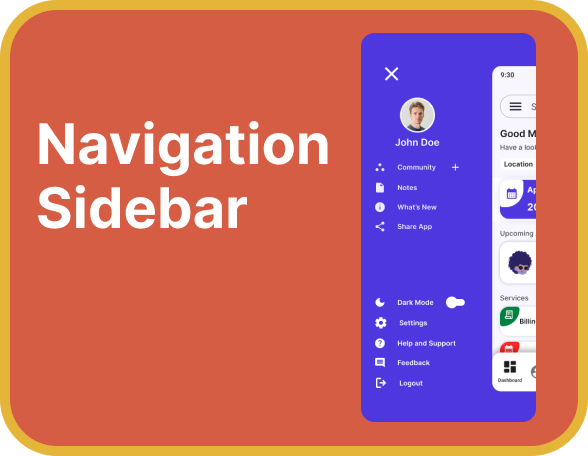 Navigation
Sidebar
John Doe
Community
Notes
What's New
Share App
Dark Mode
Settings
Help and Support
Feedback
Logout
9:30
S
Good M
Have a look
Location
Ap
20
Upcoming
Services
Billin
Dashboard